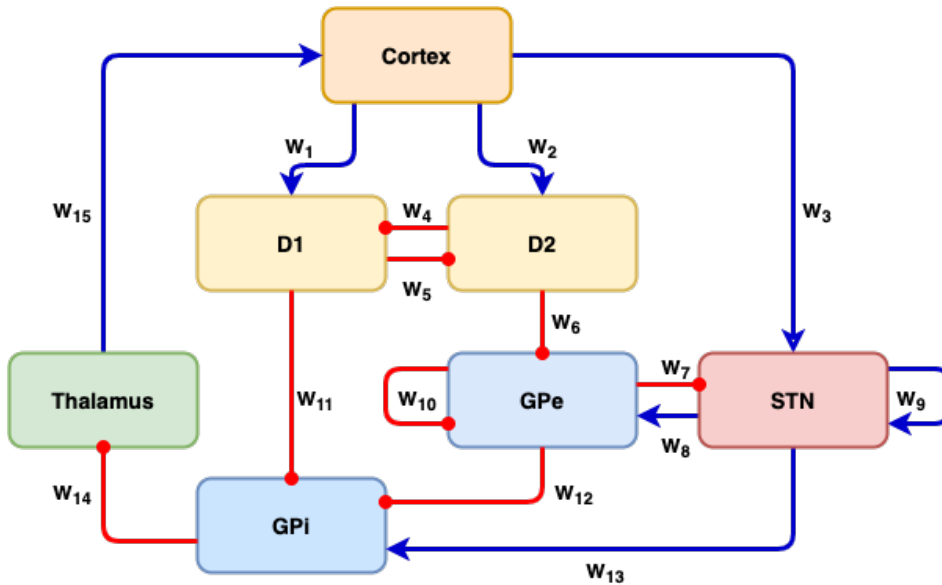 Cortex
W1
W2
W15
W4
W3
D1
D2
W5
W6
W7
Thalamus
W11
W10
GPe
STN
W9
W8
W14
GPi
W12
W13